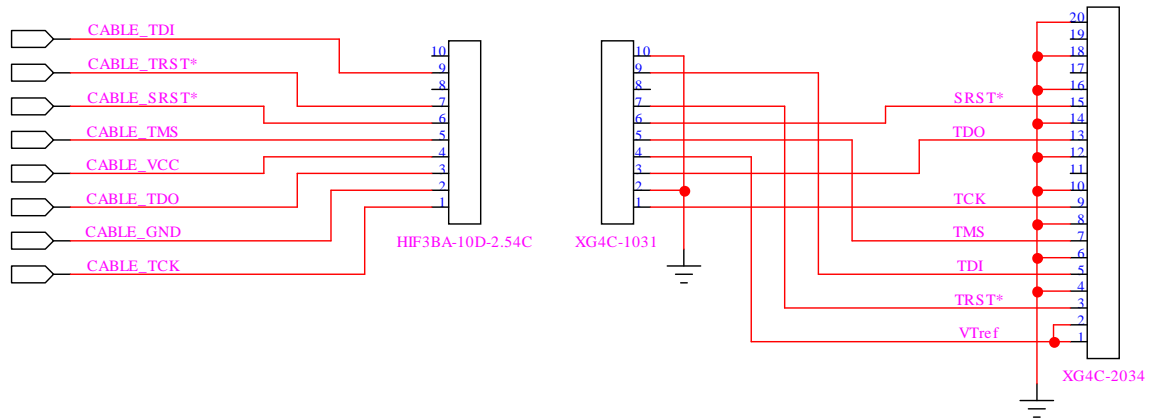 CABLE_TDI
CABLE_TRST*
CABLE_SRST*
CABLE_TMS
CABLE_VCC
CABLE_TDO
CABLE_GND
CABLE_TCK
10
9
8
7
6
5
4
3
2
1
HIF3BA-10D-2.54C
10
9
8
7
6
5
4
3
2
1
XG4C-1031
SRST*
TDO
TCK
TMS
TDI
TRST*
VTref
20
19
18
17
16
15
14
13
12
11
10
9
8
7
6
5
4
3
2
1
XG4C-2034